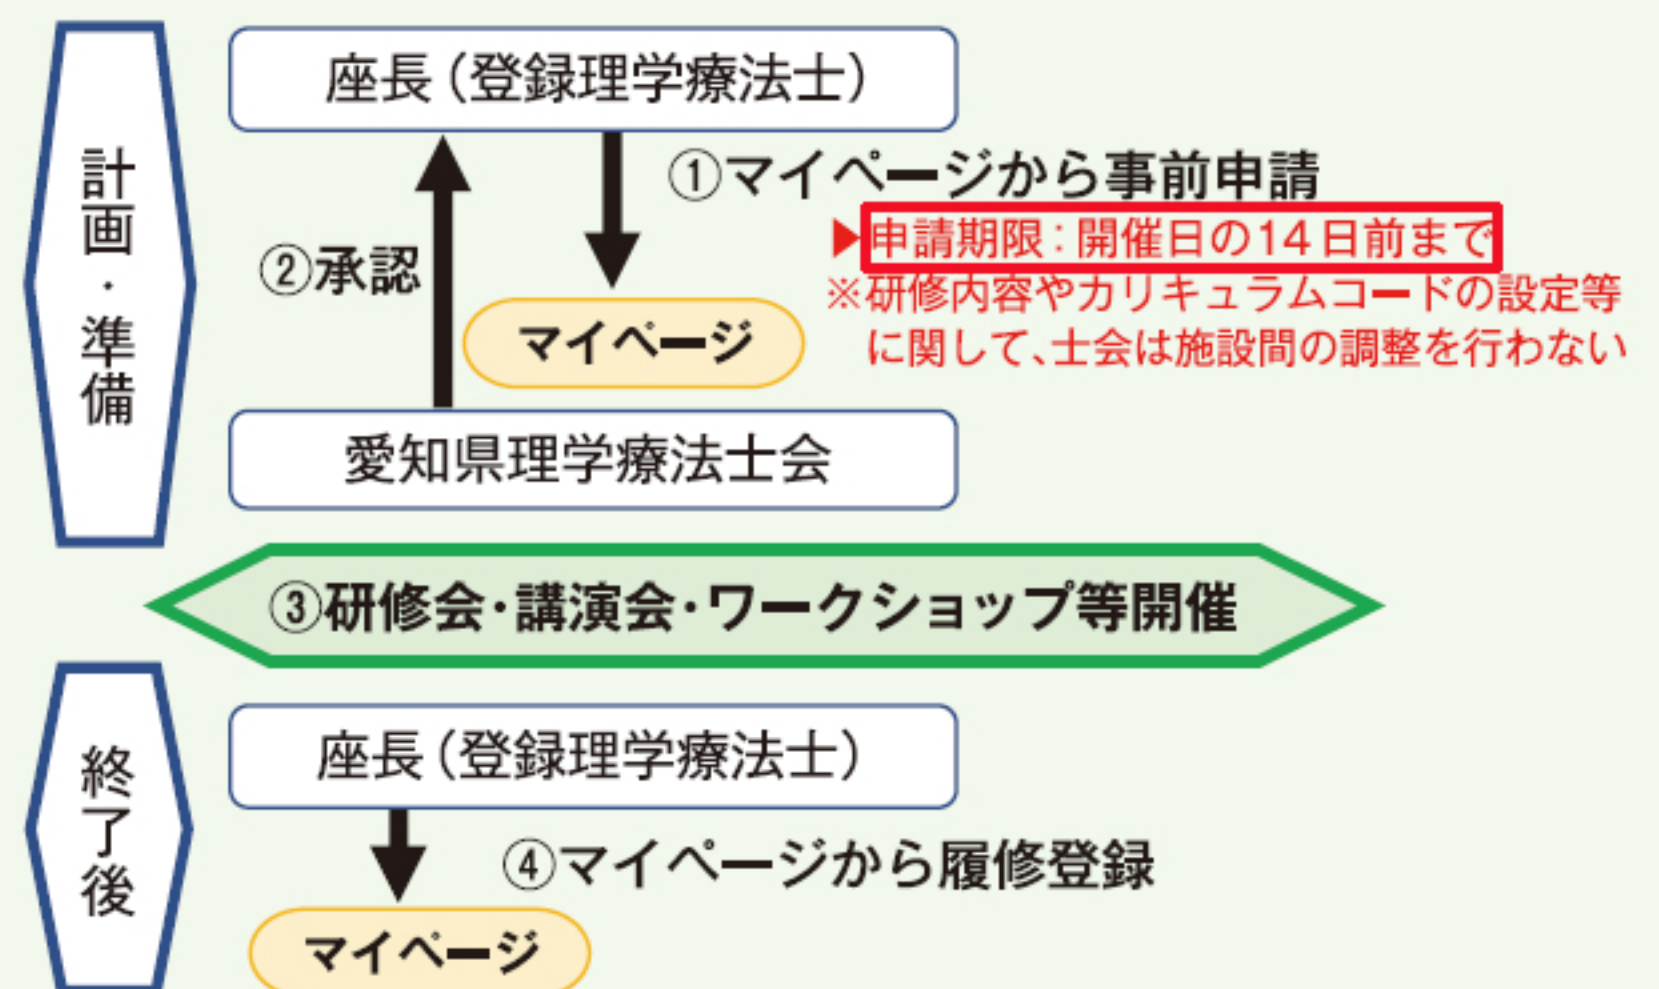 計画・準備
座長（登録理学療法士）
①マイページから事前申請
▶申請期限：開催日の14日前まで
※研修内容やカリキュラムコードの設定等
に関して、士会は施設間の調整を行わない
②承認
マイページ
愛知県理学療法士会
③研修会・講演会・ワークショップ等開催
終了後
座長（登録理学療法士）
④マイページから履修登録
マイページ